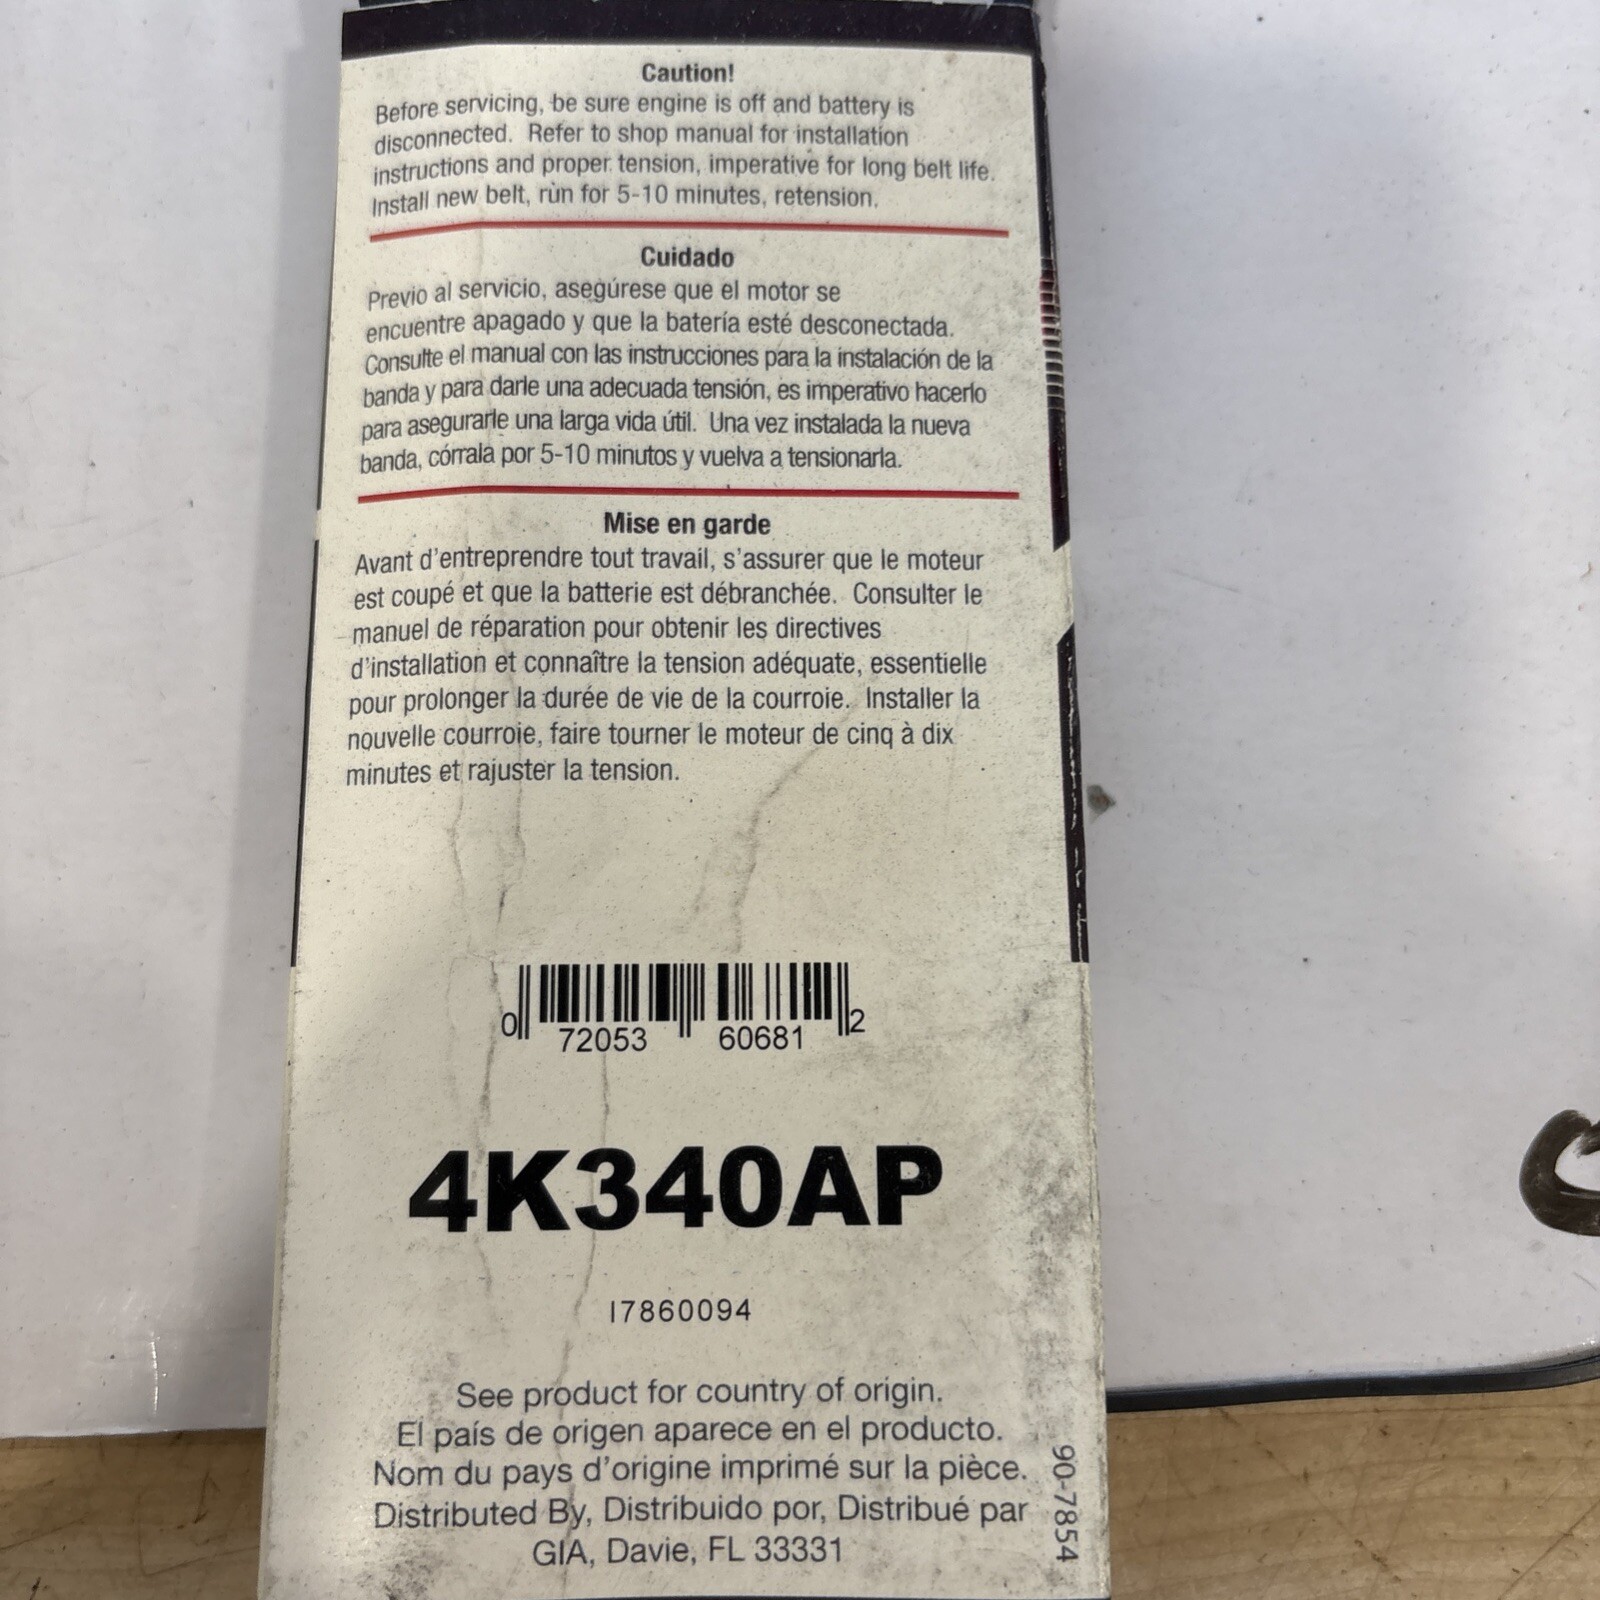 Caution!
Before servicing, be sure engine is off and battery is
disconnected. Refer to shop manual for installation
instructions and proper tension, imperative for long belt life.
Install new belt, run for 5-10 minutes, retension.
Cuidado
Previo al servicio, asegúrese que el motor se
encuentre apagado y que la batería esté desconectada.
Consulte el manual con las instrucciones para la instalación de la
banda y para darle una adecuada tensión, es imperativo hacerlo
para asegurarle una larga vida útil. Una vez instalada la nueva
banda, córrala por 5-10 minutos y vuelva a tensionarla.
Mise en garde
Avant d'entreprendre tout travail, s'assurer que le moteur
est coupé et que la batterie est débranchée. Consulter le
manuel de réparation pour obtenir les directives
d'installation et connaître la tension adéquate, essentielle
pour prolonger la durée de vie de la courroie. Installer la
nouvelle courroie, faire tourner le moteur de cinq à dix
minutes et rajuster la tension.
0 72053 60681 2
4K340AP
I7860094
See product for country of origin.
El país de origen aparece en el producto.
Nom du pays d'origine imprimé sur la pièce.
Distributed By, Distribuido por, Distribué par
GIA, Davie, FL 33331
90-7854